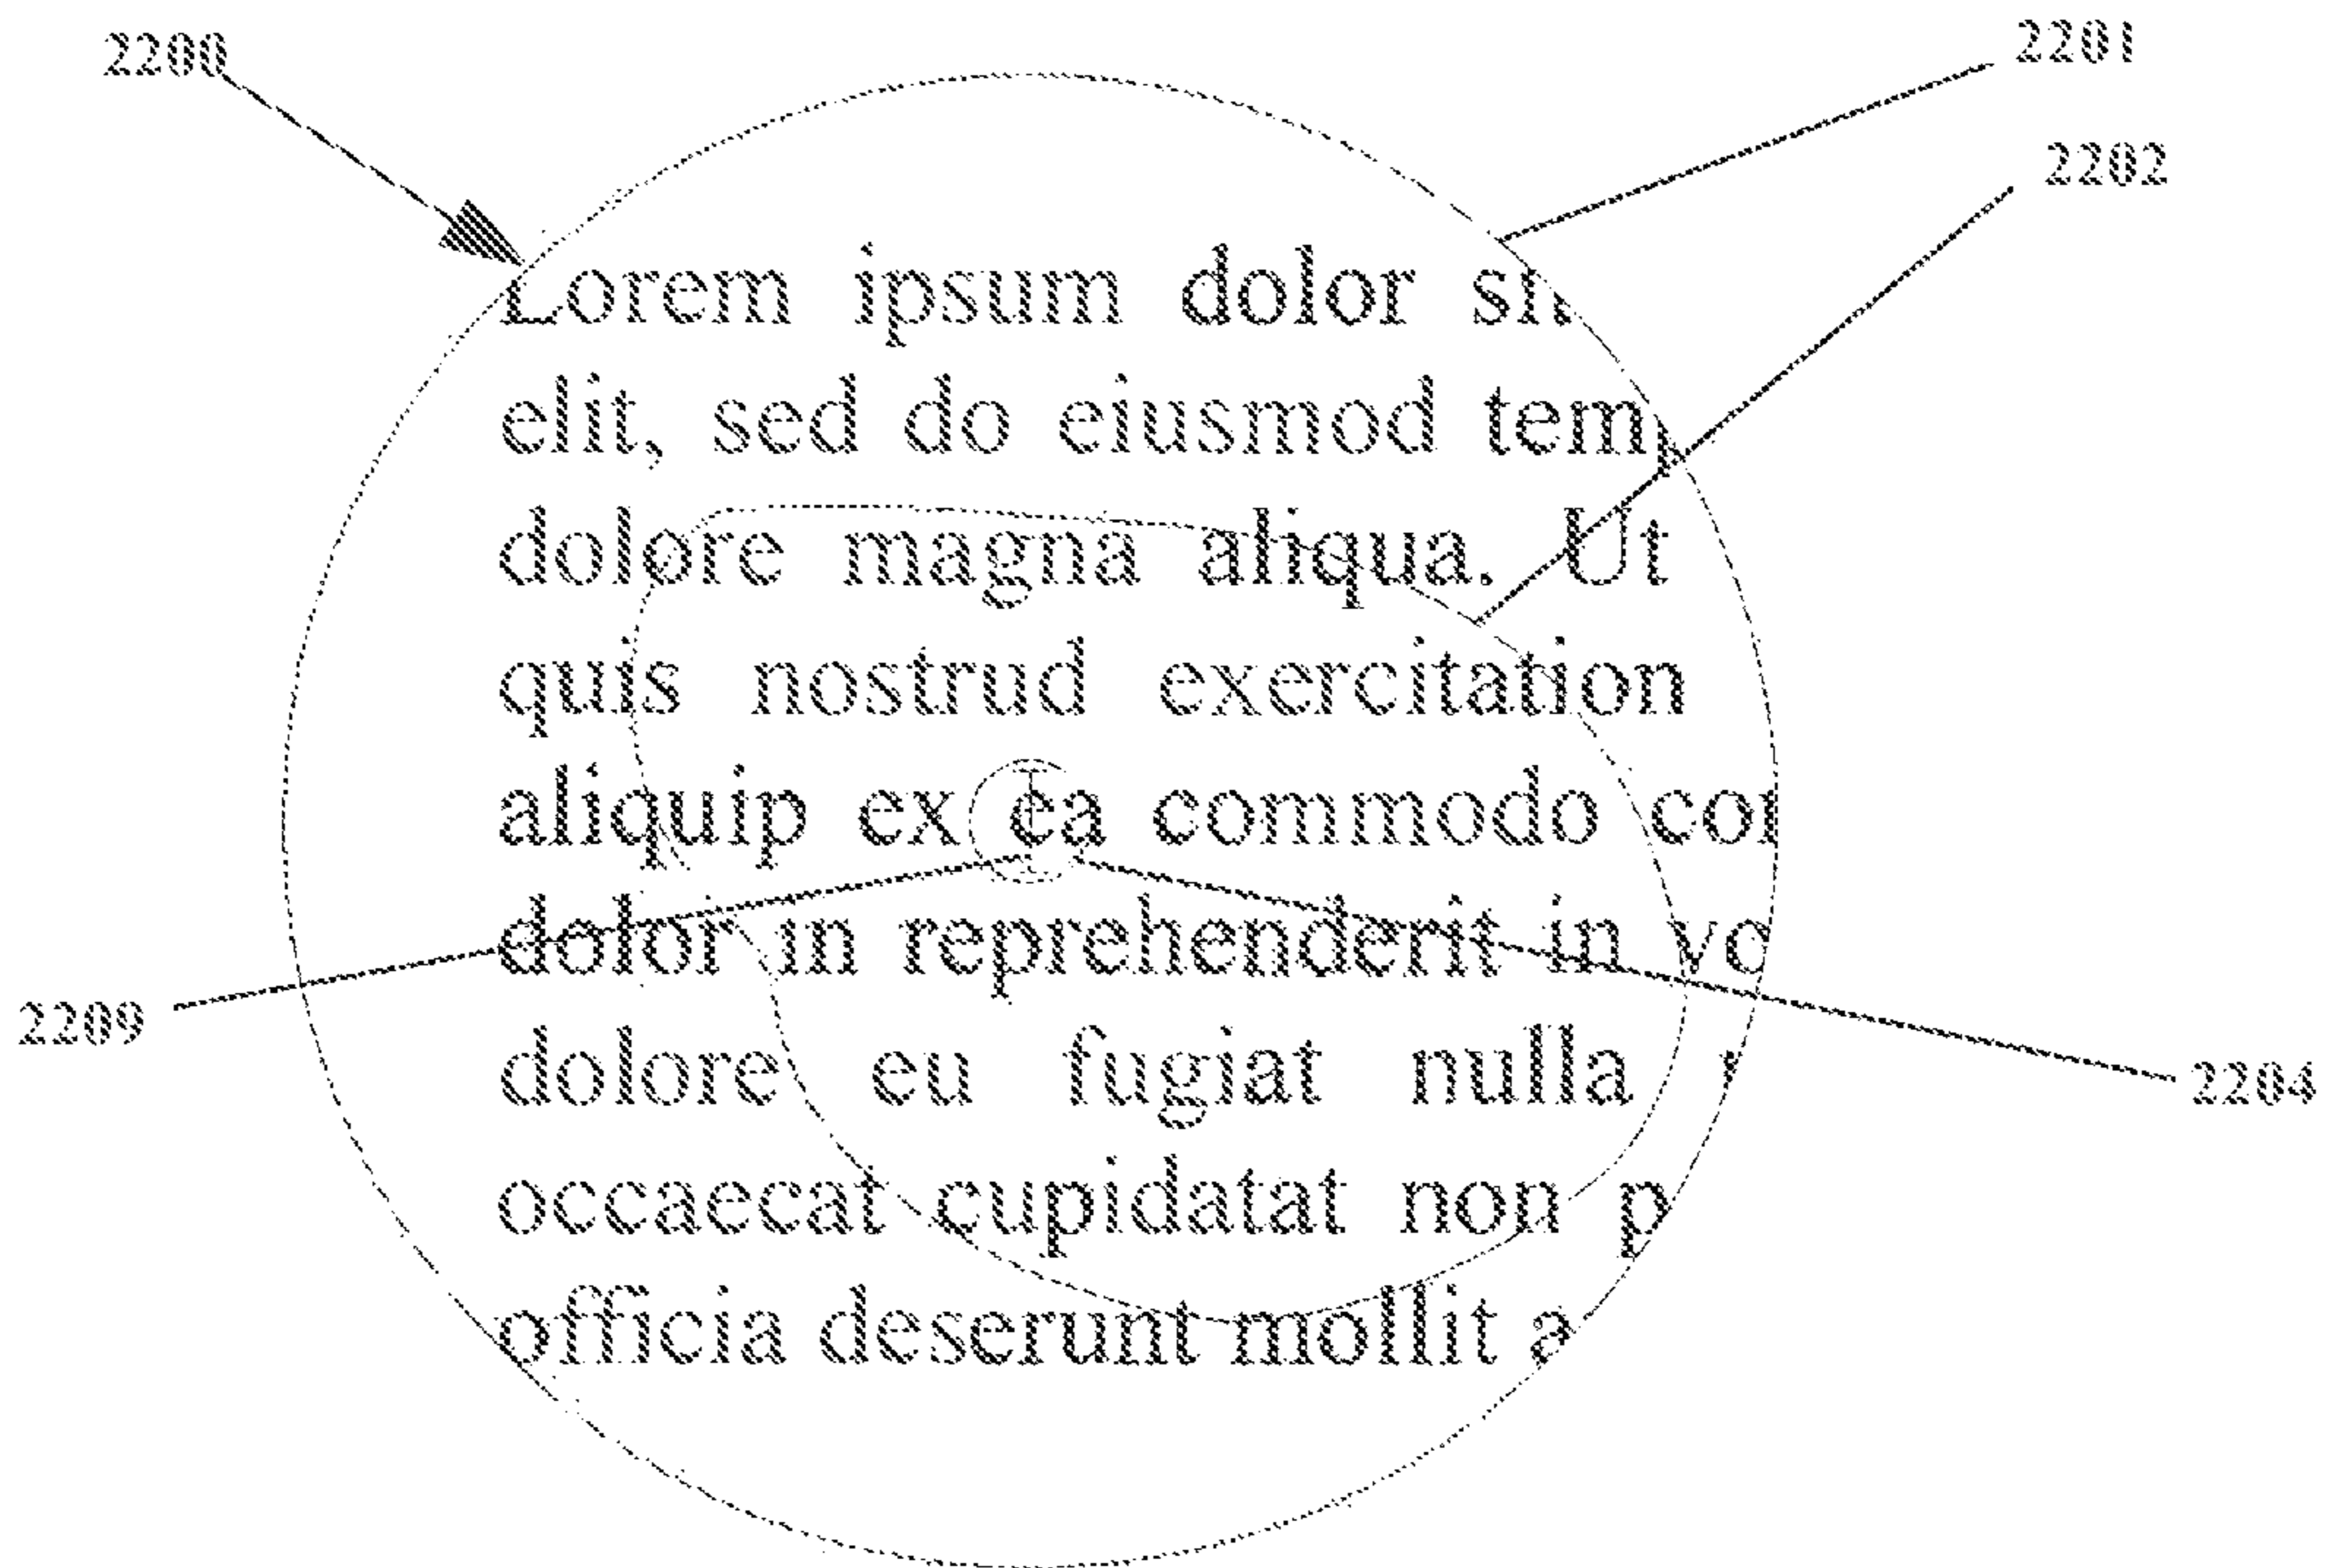 2200
2201
2202
Lorem ipsum dolor si
elit, sed do eiusmod temp
dolore magna aliqua. Ut
quis nostrud exercitation
aliquip ex ea commodo co
dolor in reprehenderit in vo
2209
dolore eu fugiat nulla
2204
occaecat cupidatat non p
officia deserunt mollit a